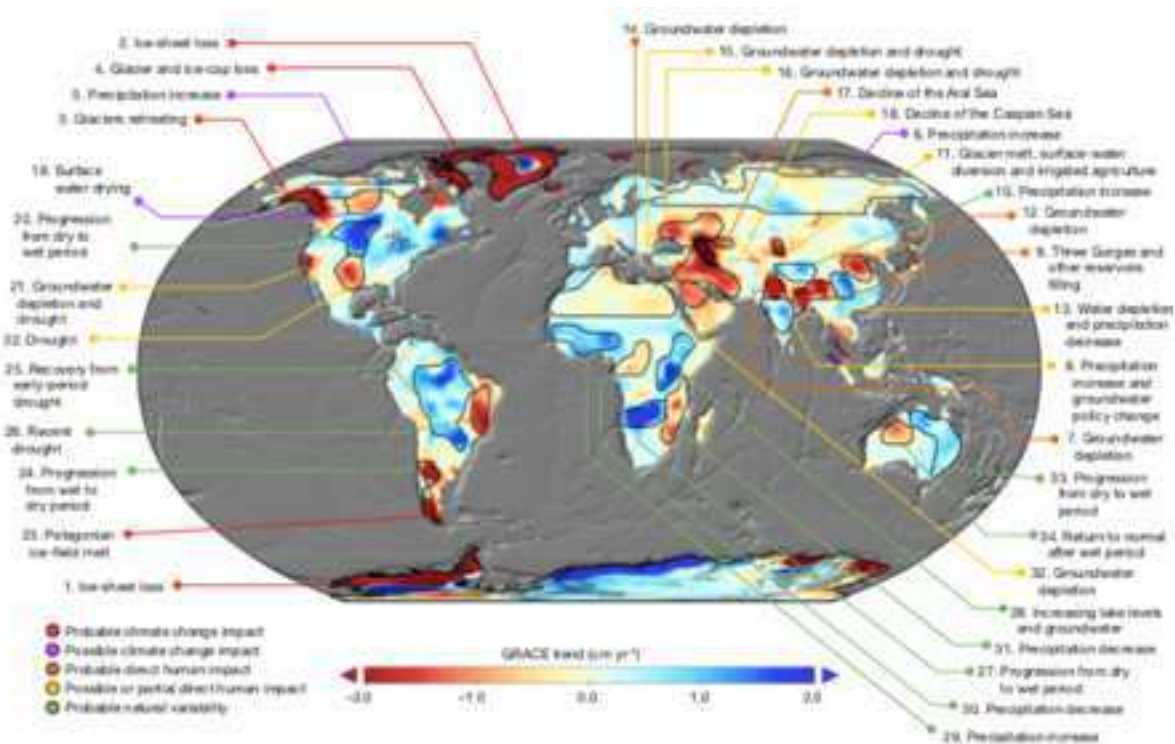 14. Groundwater depletion
2. Ice-sheet loss
15. Groundwater depletion and drought
4. Glacier and ice-cap loss
16. Groundwater depletion and drought
5. Precipitation increase
17. Decline of the Aral Sea
3. Glaciers retreating
18. Decline of the Caspian Sea
6. Precipitation increase
11. Glacier melt, surface-water
diversion and irrigated agriculture
19. Surface
water drying
10. Precipitation increase
12. Groundwater
depletion
20. Progression
from dry to
wet period
9. Three Gorges and
other reservoirs
filling
21. Groundwater
depletion and
drought
13. Water depletion
and precipitation
decrease
22. Drought
25. Recovery from
early-period
drought
8. Precipitation
increase and
groundwater
policy change
26. Recent
drought
7. Groundwater
depletion
24. Progression
from wet to
dry period
33. Progression
from dry to wet
period
23. Patagonian
ice-field melt
34. Return to normal
after wet period
1. Ice-sheet loss
32. Groundwater
depletion
28. Increasing lake levels
and groundwater
31. Precipitation decrease
27. Progression from dry
to wet period
30. Precipitation decrease
29. Precipitation increase
Probable climate change impact
Possible climate change impact
Probable direct human impact
Possible or partial direct human impact
Probable natural variability
GRACE trend (cm yr⁻¹)
-2.0 -1.0 0.0 1.0 2.0